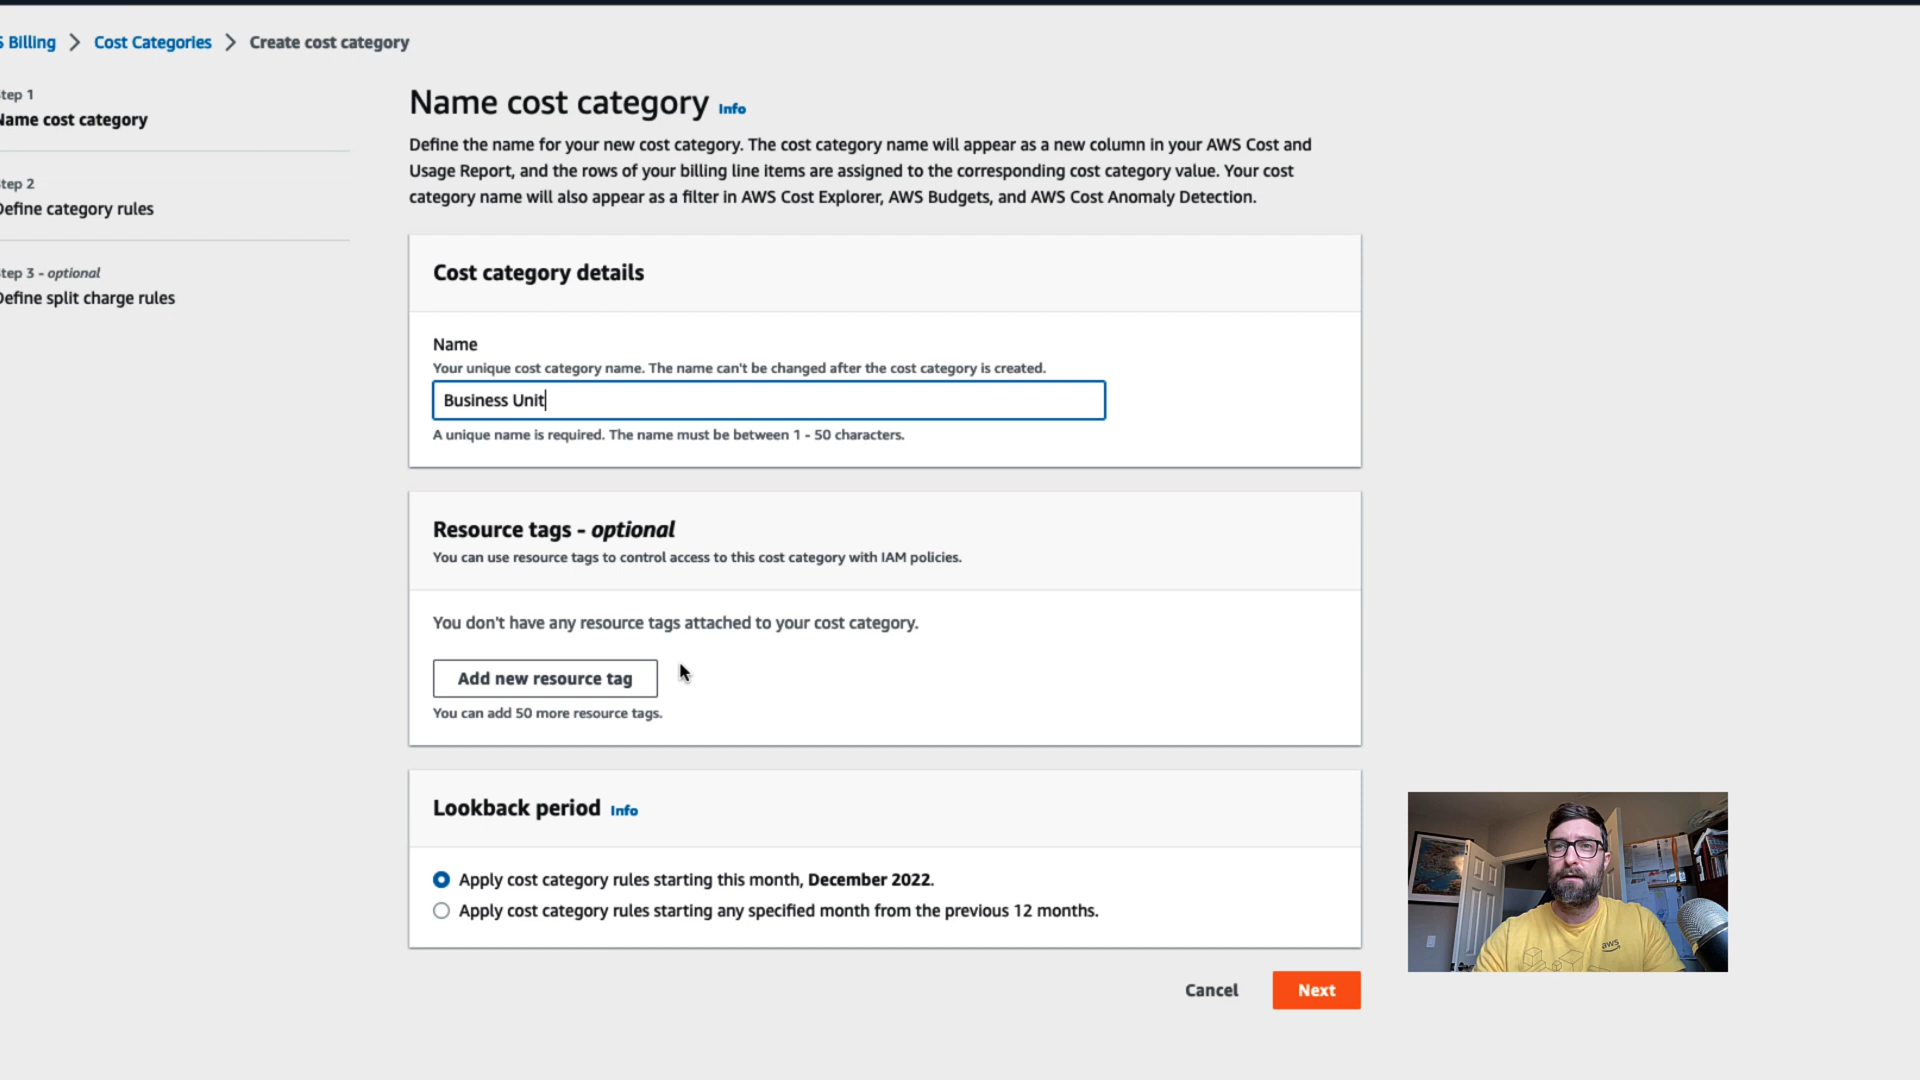 S Billing > Cost Categories > Create cost category
tep 1
Name cost category
tep 2
Define category rules
tep 3 - optional
Define split charge rules
Name cost category Info
Define the name for your new cost category. The cost category name will appear as a new column in your AWS Cost and
Usage Report, and the rows of your billing line items are assigned to the corresponding cost category value. Your cost
category name will also appear as a filter in AWS Cost Explorer, AWS Budgets, and AWS Cost Anomaly Detection.
Cost category details
Name
Your unique cost category name. The name can't be changed after the cost category is created.
Business Unit
A unique name is required. The name must be between 1 - 50 characters.
Resource tags - optional
You can use resource tags to control access to this cost category with IAM policies.
You don't have any resource tags attached to your cost category.
Add new resource tag
You can add 50 more resource tags.
Lookback period Info
Apply cost category rules starting this month, December 2022.
Apply cost category rules starting any specified month from the previous 12 months.
Cancel
Next
aws